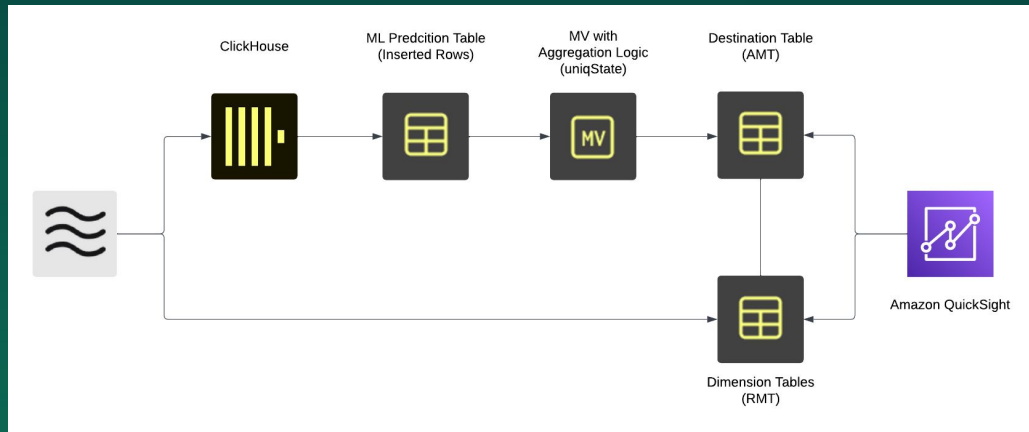 ClickHouse
ML Predcition Table
(Inserted Rows)
MV with
Aggregation Logic
(uniqState)
Destination Table
(AMT)
MV
Amazon QuickSight
Dimension Tables
(RMT)